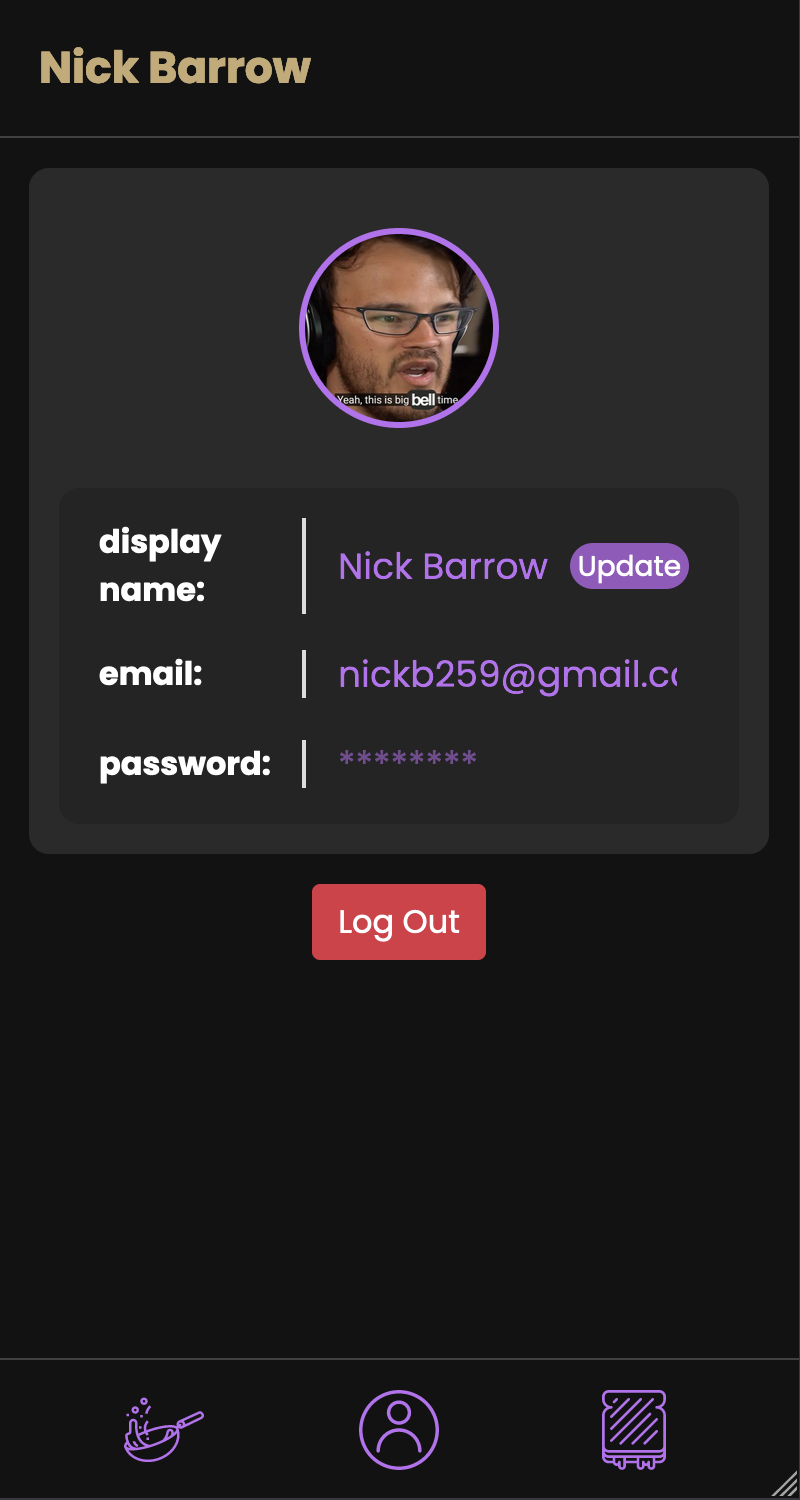 Nick Barrow
Yeah, this is big bell time
display
name:
Nick Barrow
Update
email:
nickb259@gmail.c
password:
********
Log Out